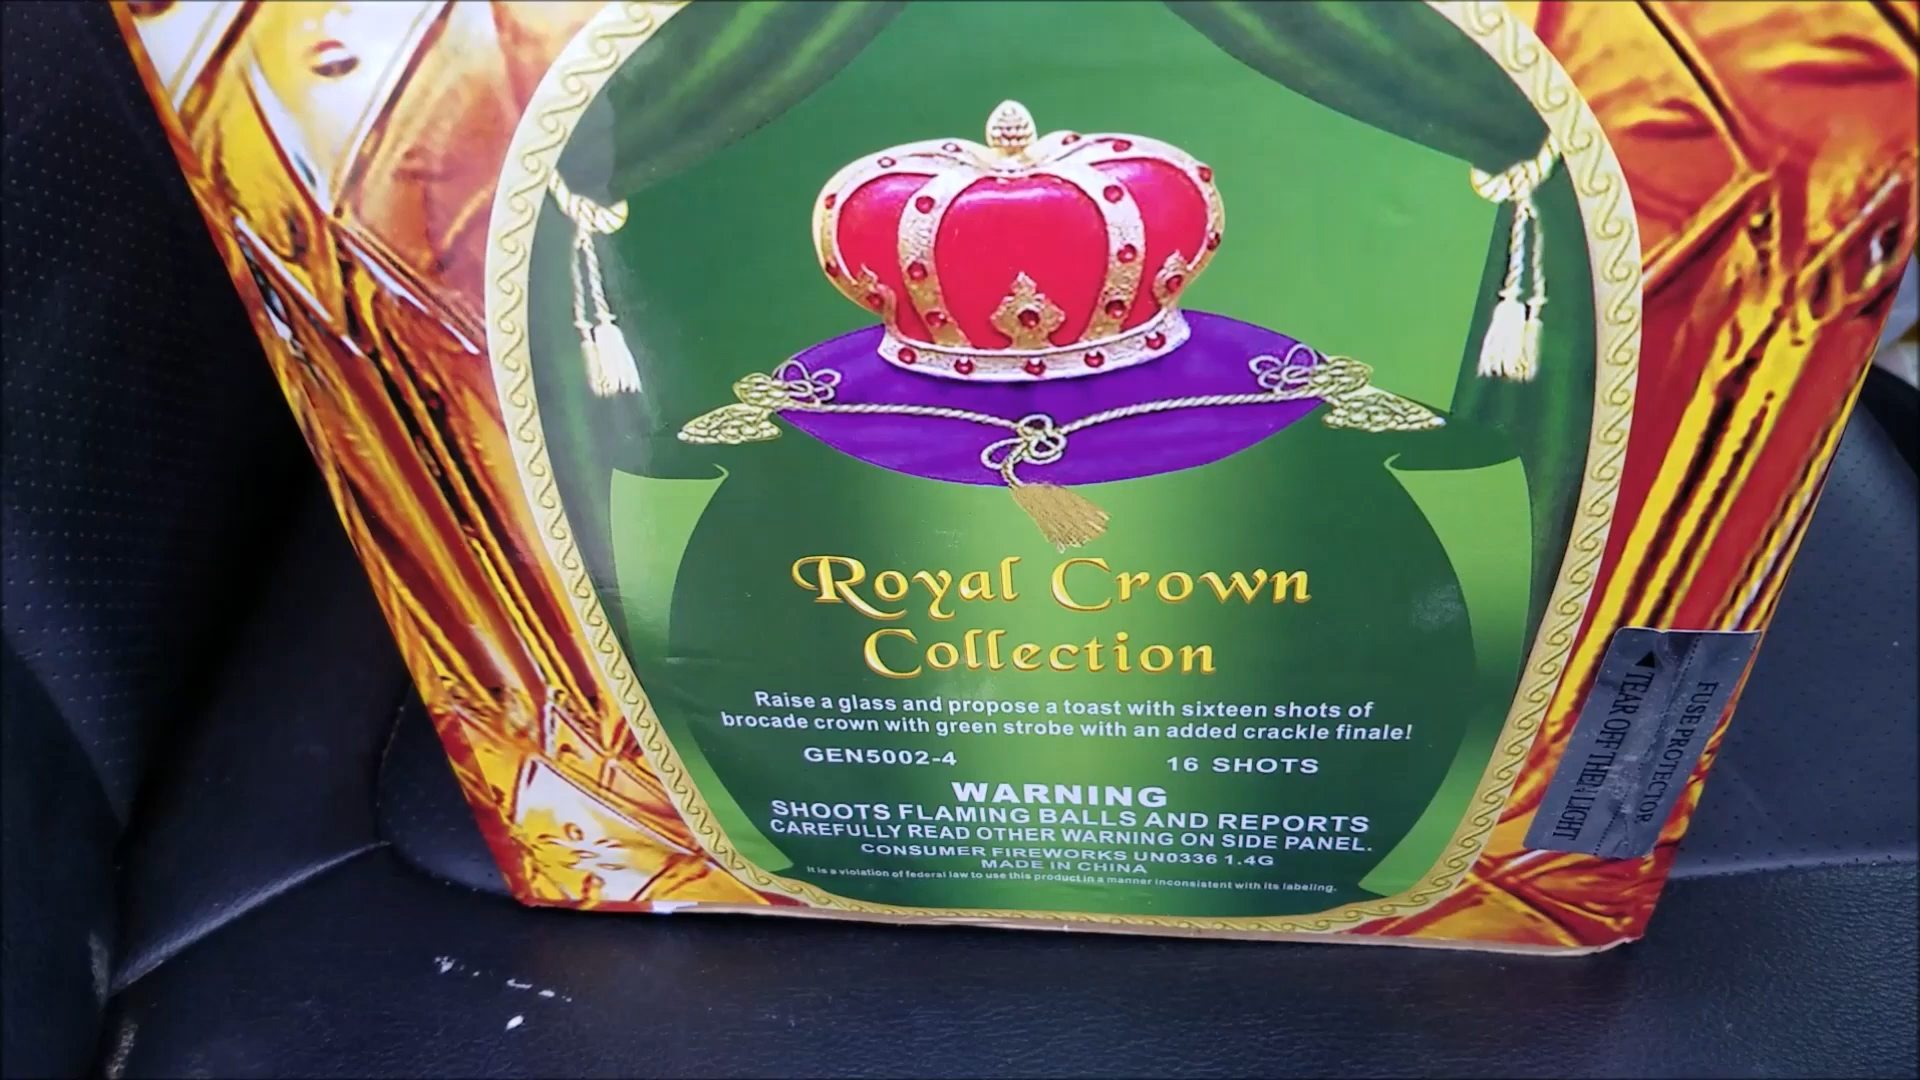 Royal Crown
Collection
Raise a glass and propose a toast with sixteen shots of
brocade crown with green strobe with an added crackle finale!
GEN5002-4 16 SHOTS
WARNING
SHOOTS FLAMING BALLS AND REPORTS
CAREFULLY READ OTHER WARNING ON SIDE PANEL.
CONSUMER FIREWORKS UN0336 1.4G
MADE IN CHINA
It is a violation of federal law to use this product in a manner inconsistent with its labeling.
FUSE PROTECTOR
◀TEAR OFF THEN LIGHT